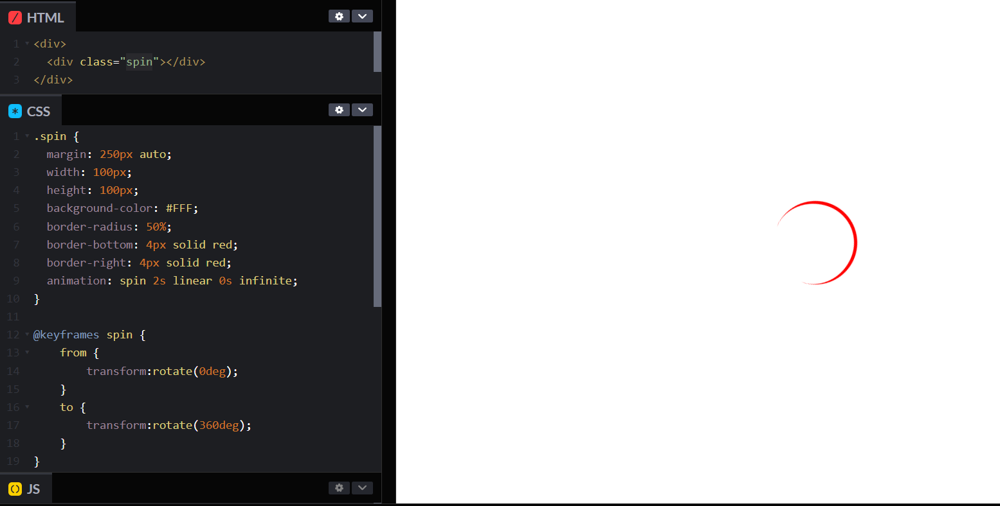 HTML
1 <div>
2 <div class="spin"></div>
3 </div>
CSS
1 .spin {
2 margin: 250px auto;
3 width: 100px;
4 height: 100px;
5 background-color: #FFF;
6 border-radius: 50%;
7 border-bottom: 4px solid red;
8 border-right: 4px solid red;
9 animation: spin 2s linear 0s infinite;
10 }
11
12 @keyframes spin {
13 from {
14 transform:rotate(0deg);
15 }
16 to {
17 transform:rotate(360deg);
18 }
19 }
JS